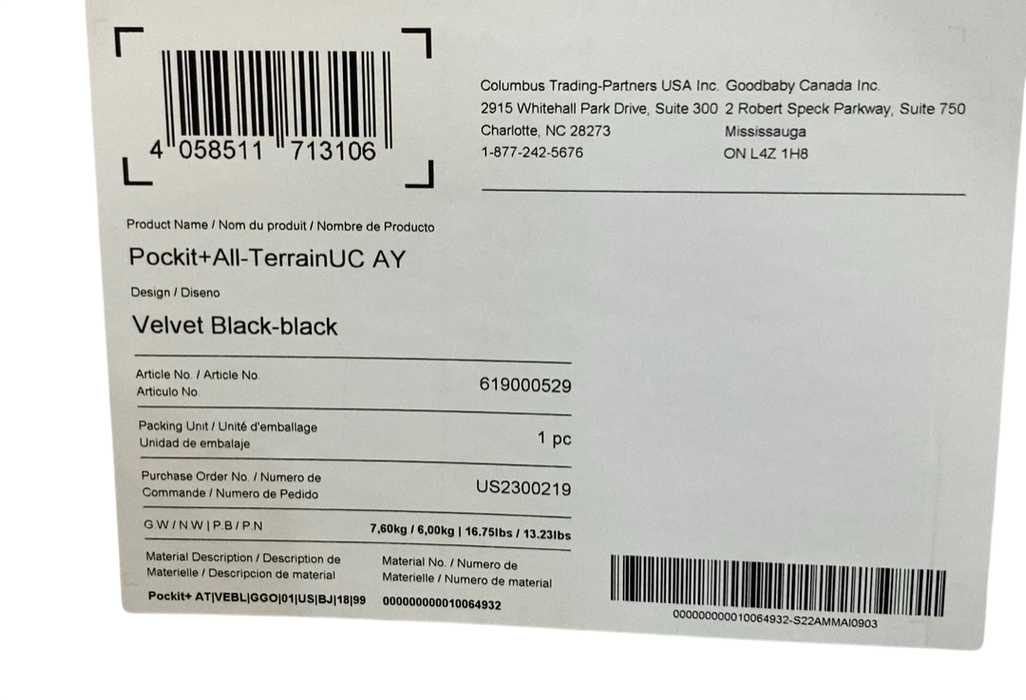 4 058511 713106
Columbus Trading-Partners USA Inc.
2915 Whitehall Park Drive, Suite 300
Charlotte, NC 28273
1-877-242-5676
Goodbaby Canada Inc.
2 Robert Speck Parkway, Suite 750
Mississauga
ON L4Z 1H8
Product Name / Nom du produit / Nombre de Producto
Pockit+All-TerrainUC AY
Design / Diseno
Velvet Black-black
Article No. / Article No.
Articulo No.
619000529
Packing Unit / Unité d'emballage
Unidad de embalaje
1 pc
Purchase Order No. / Numero de
Commande / Numero de Pedido
US2300219
G.W / N.W | P.B / P.N
7,60kg / 6,00kg | 16.75lbs / 13.23lbs
Material Description / Description de
Materielle / Descripcion de material
Pockit+ AT|VEBL|GGO|01|US|BJ|18|99
Material No. / Numero de
Materielle / Numero de material
000000000010064932
000000000010064932-S22AMMAI0903